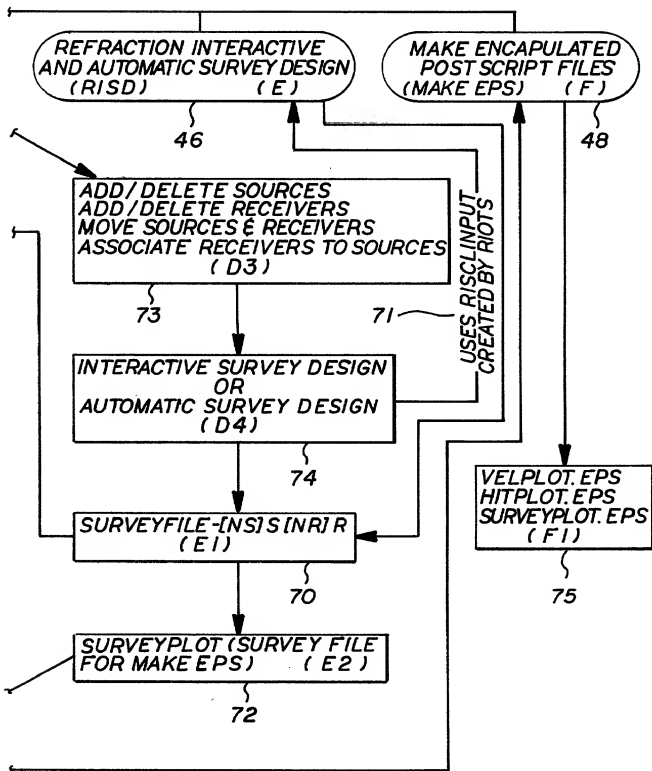 REFRACTION INTERACTIVE
AND AUTOMATIC SURVEY DESIGN
(RISD) (E)
46
MAKE ENCAPULATED
POST SCRIPT FILES
(MAKE EPS) (F)
48
ADD/DELETE SOURCES
ADD/DELETE RECEIVERS
MOVE SOURCES & RECEIVERS
ASSOCIATE RECEIVERS TO SOURCES
(D3)
73
71
USES RISCLINPUT
CREATED BY RIOTS
INTERACTIVE SURVEY DESIGN
OR
AUTOMATIC SURVEY DESIGN
(D4)
74
VELPLOT.EPS
HITPLOT.EPS
SURVEYPLOT.EPS
(F1)
75
SURVEYFILE-[NS]S[NR]R
(E1)
70
SURVEYPLOT (SURVEY FILE
FOR MAKE EPS) (E2)
72